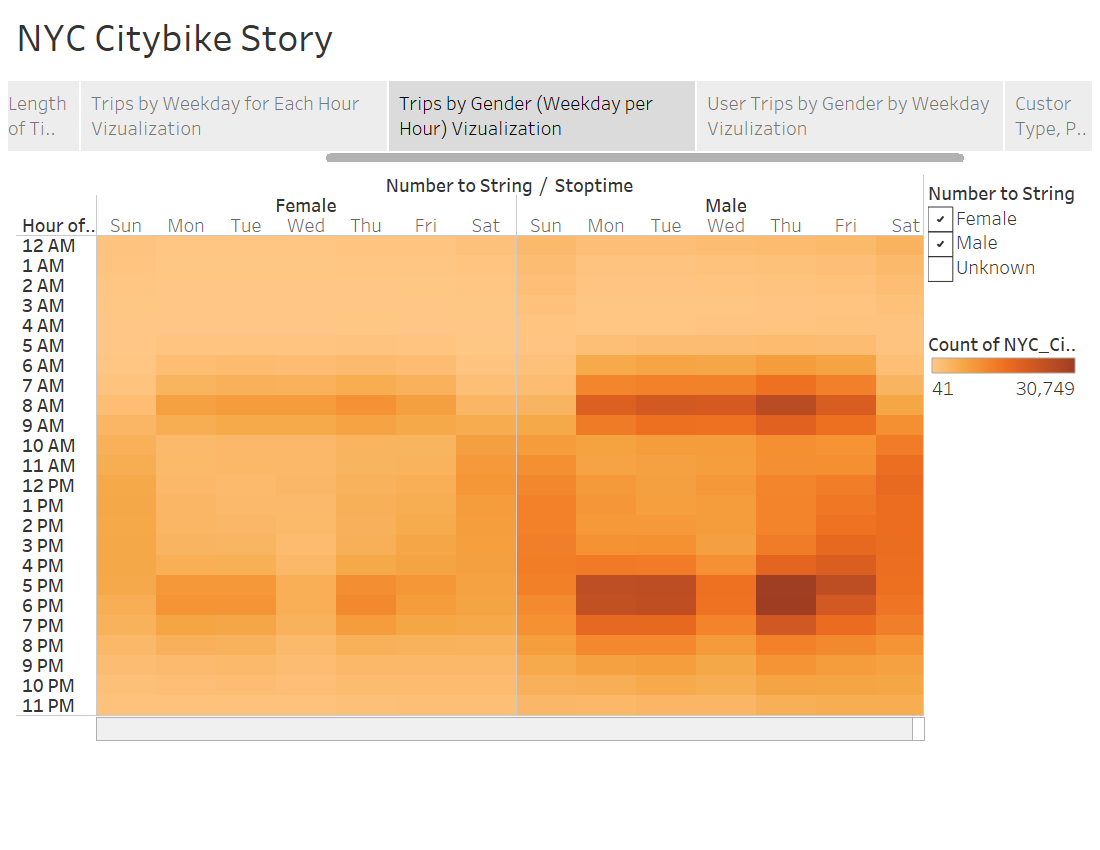 NYC Citybike Story
Length
of Ti..
Trips by Weekday for Each Hour
Vizualization
Trips by Gender (Weekday per
Hour) Vizualization
User Trips by Gender by Weekday
Vizulization
Custor
Type, P..
Number to String / Stoptime
Female Male
Hour of.. Sun Mon Tue Wed Thu Fri Sat Sun Mon Tue Wed Thu Fri Sat
12 AM
1 AM
2 AM
3 AM
4 AM
5 AM
6 AM
7 AM
8 AM
9 AM
10 AM
11 AM
12 PM
1 PM
2 PM
3 PM
4 PM
5 PM
6 PM
7 PM
8 PM
9 PM
10 PM
11 PM
Number to String
Female
Male
Unknown
Count of NYC_Ci..
41 30,749